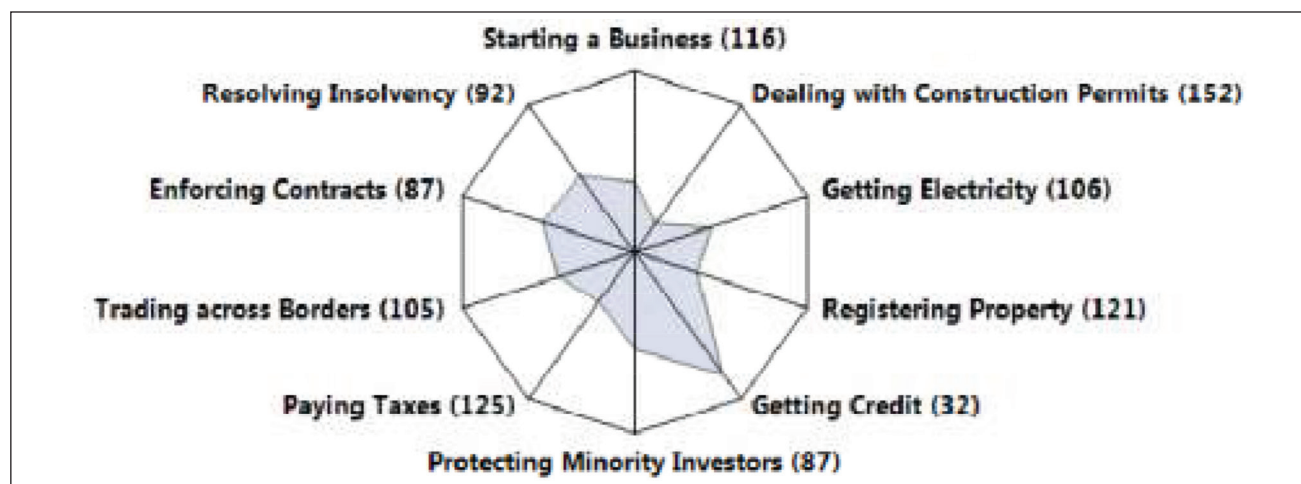 Starting a Business (116)
Resolving Insolvency (92)
Dealing with Construction Permits (152)
Enforcing Contracts (87)
Getting Electricity (106)
Trading across Borders (105)
Registering Property (121)
Paying Taxes (125)
Getting Credit (32)
Protecting Minority Investors (87)